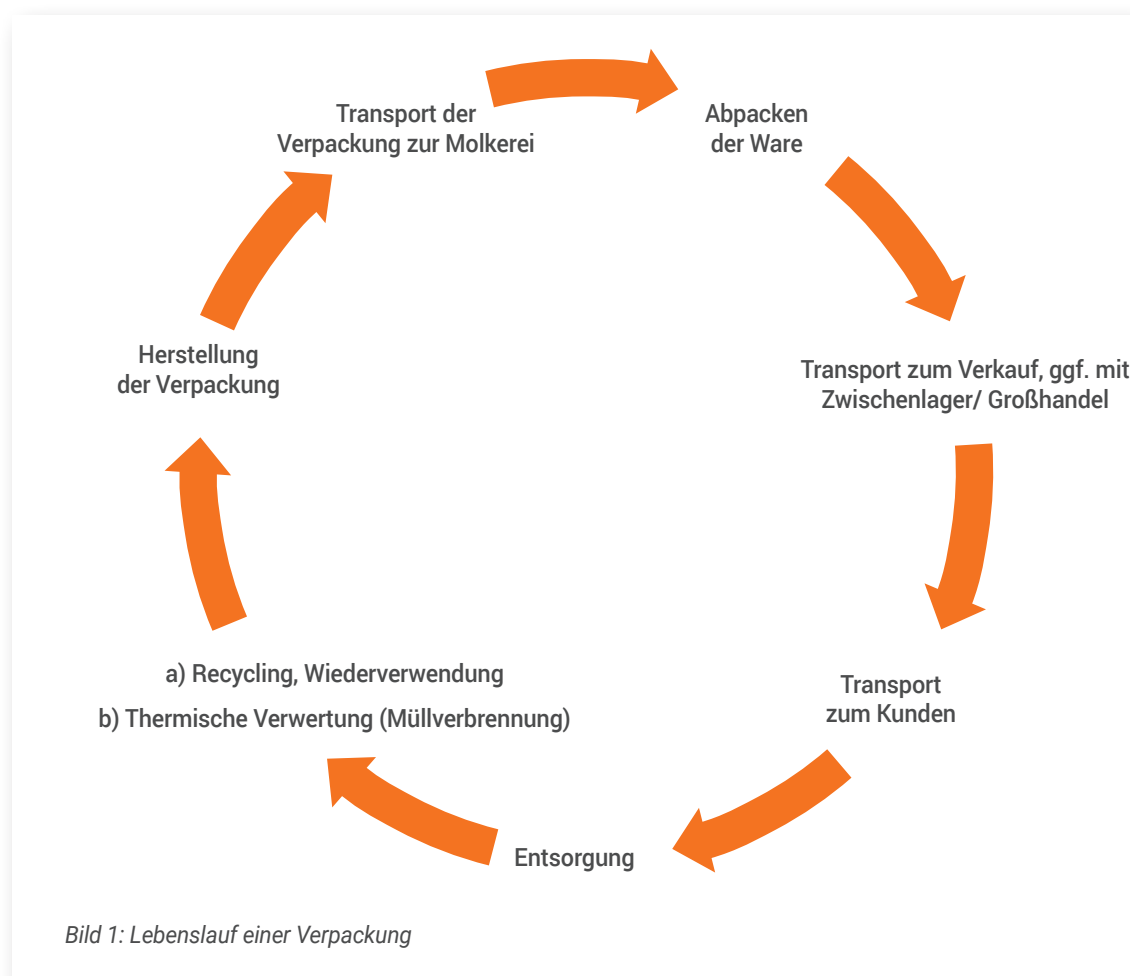 Transport der
Verpackung zur Molkerei
Abpacken
der Ware
Transport zum Verkauf, ggf. mit
Zwischenlager/ Großhandel
Transport
zum Kunden
Entsorgung
a) Recycling, Wiederverwendung
b) Thermische Verwertung (Müllverbrennung)
Herstellung
der Verpackung
Bild 1: Lebenslauf einer Verpackung